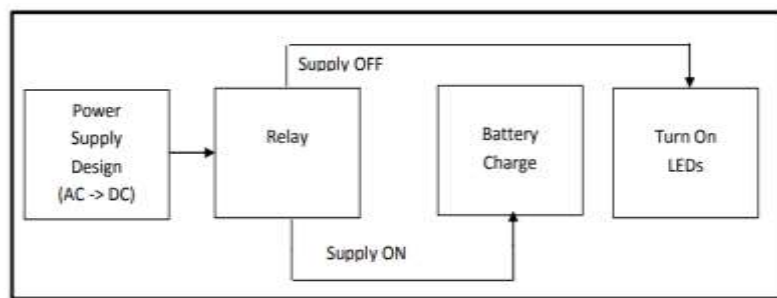 Supply OFF
Power
Supply
Design
(AC -> DC)
Relay
Battery
Charge
Turn On
LEDs
Supply ON